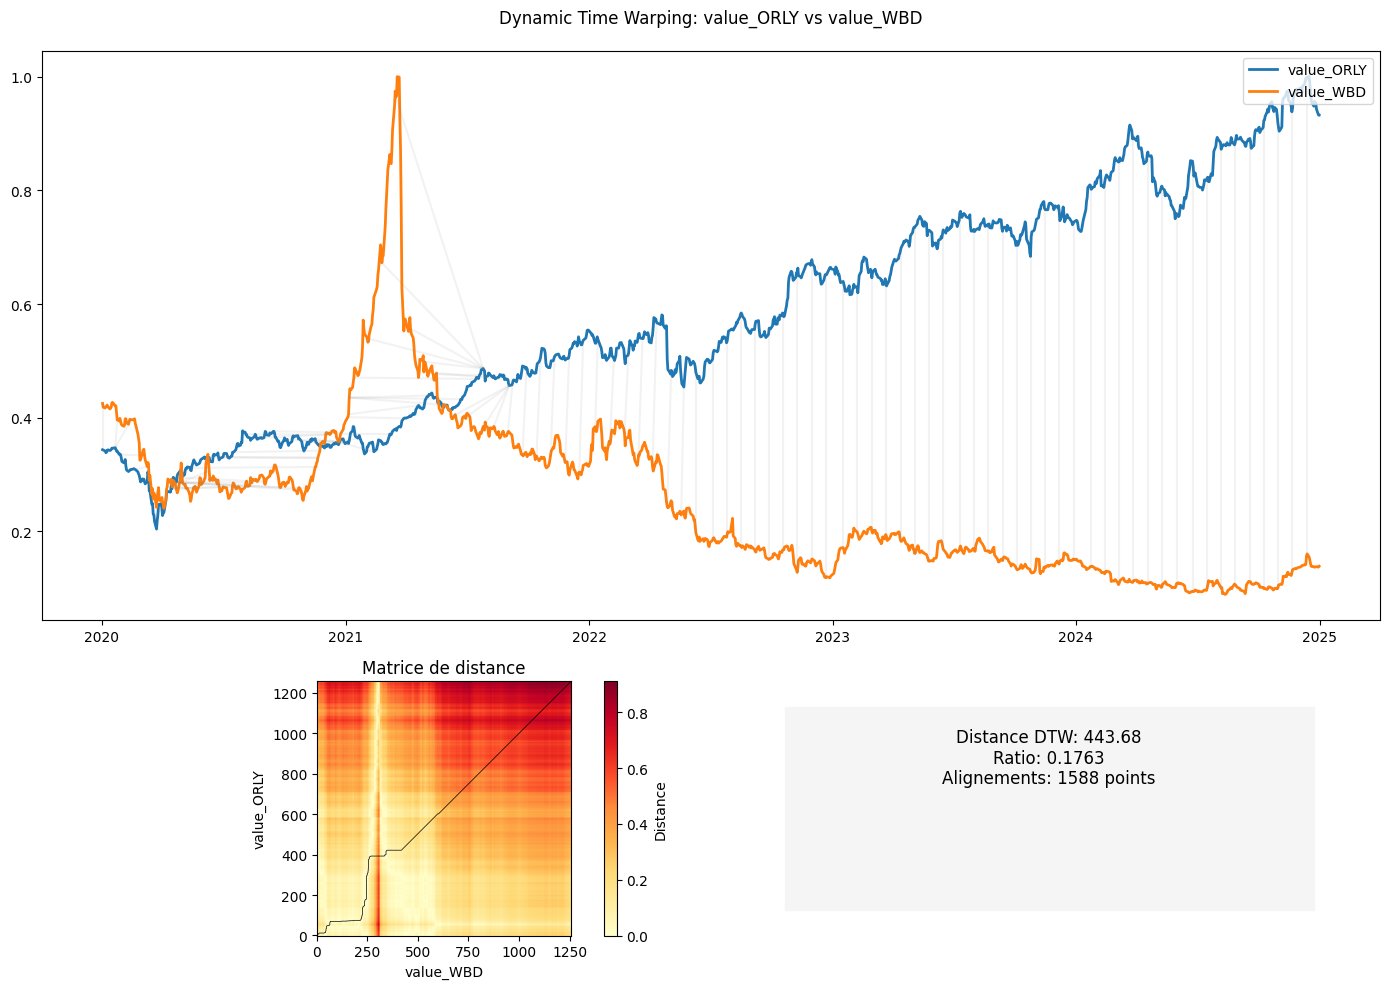 Dynamic Time Warping: value_ORLY vs value_WBD
value_ORLY
value_WBD
1.0
0.8
0.6
0.4
0.2
2020 2021 2022 2023 2024 2025
Matrice de distance
value_ORLY
1200
1000
800
600
400
200
0
0 250 500 750 1000 1250
value_WBD
0.8
0.6
0.4
0.2
0.0
Distance
Distance DTW: 443.68
Ratio: 0.1763
Alignements: 1588 points